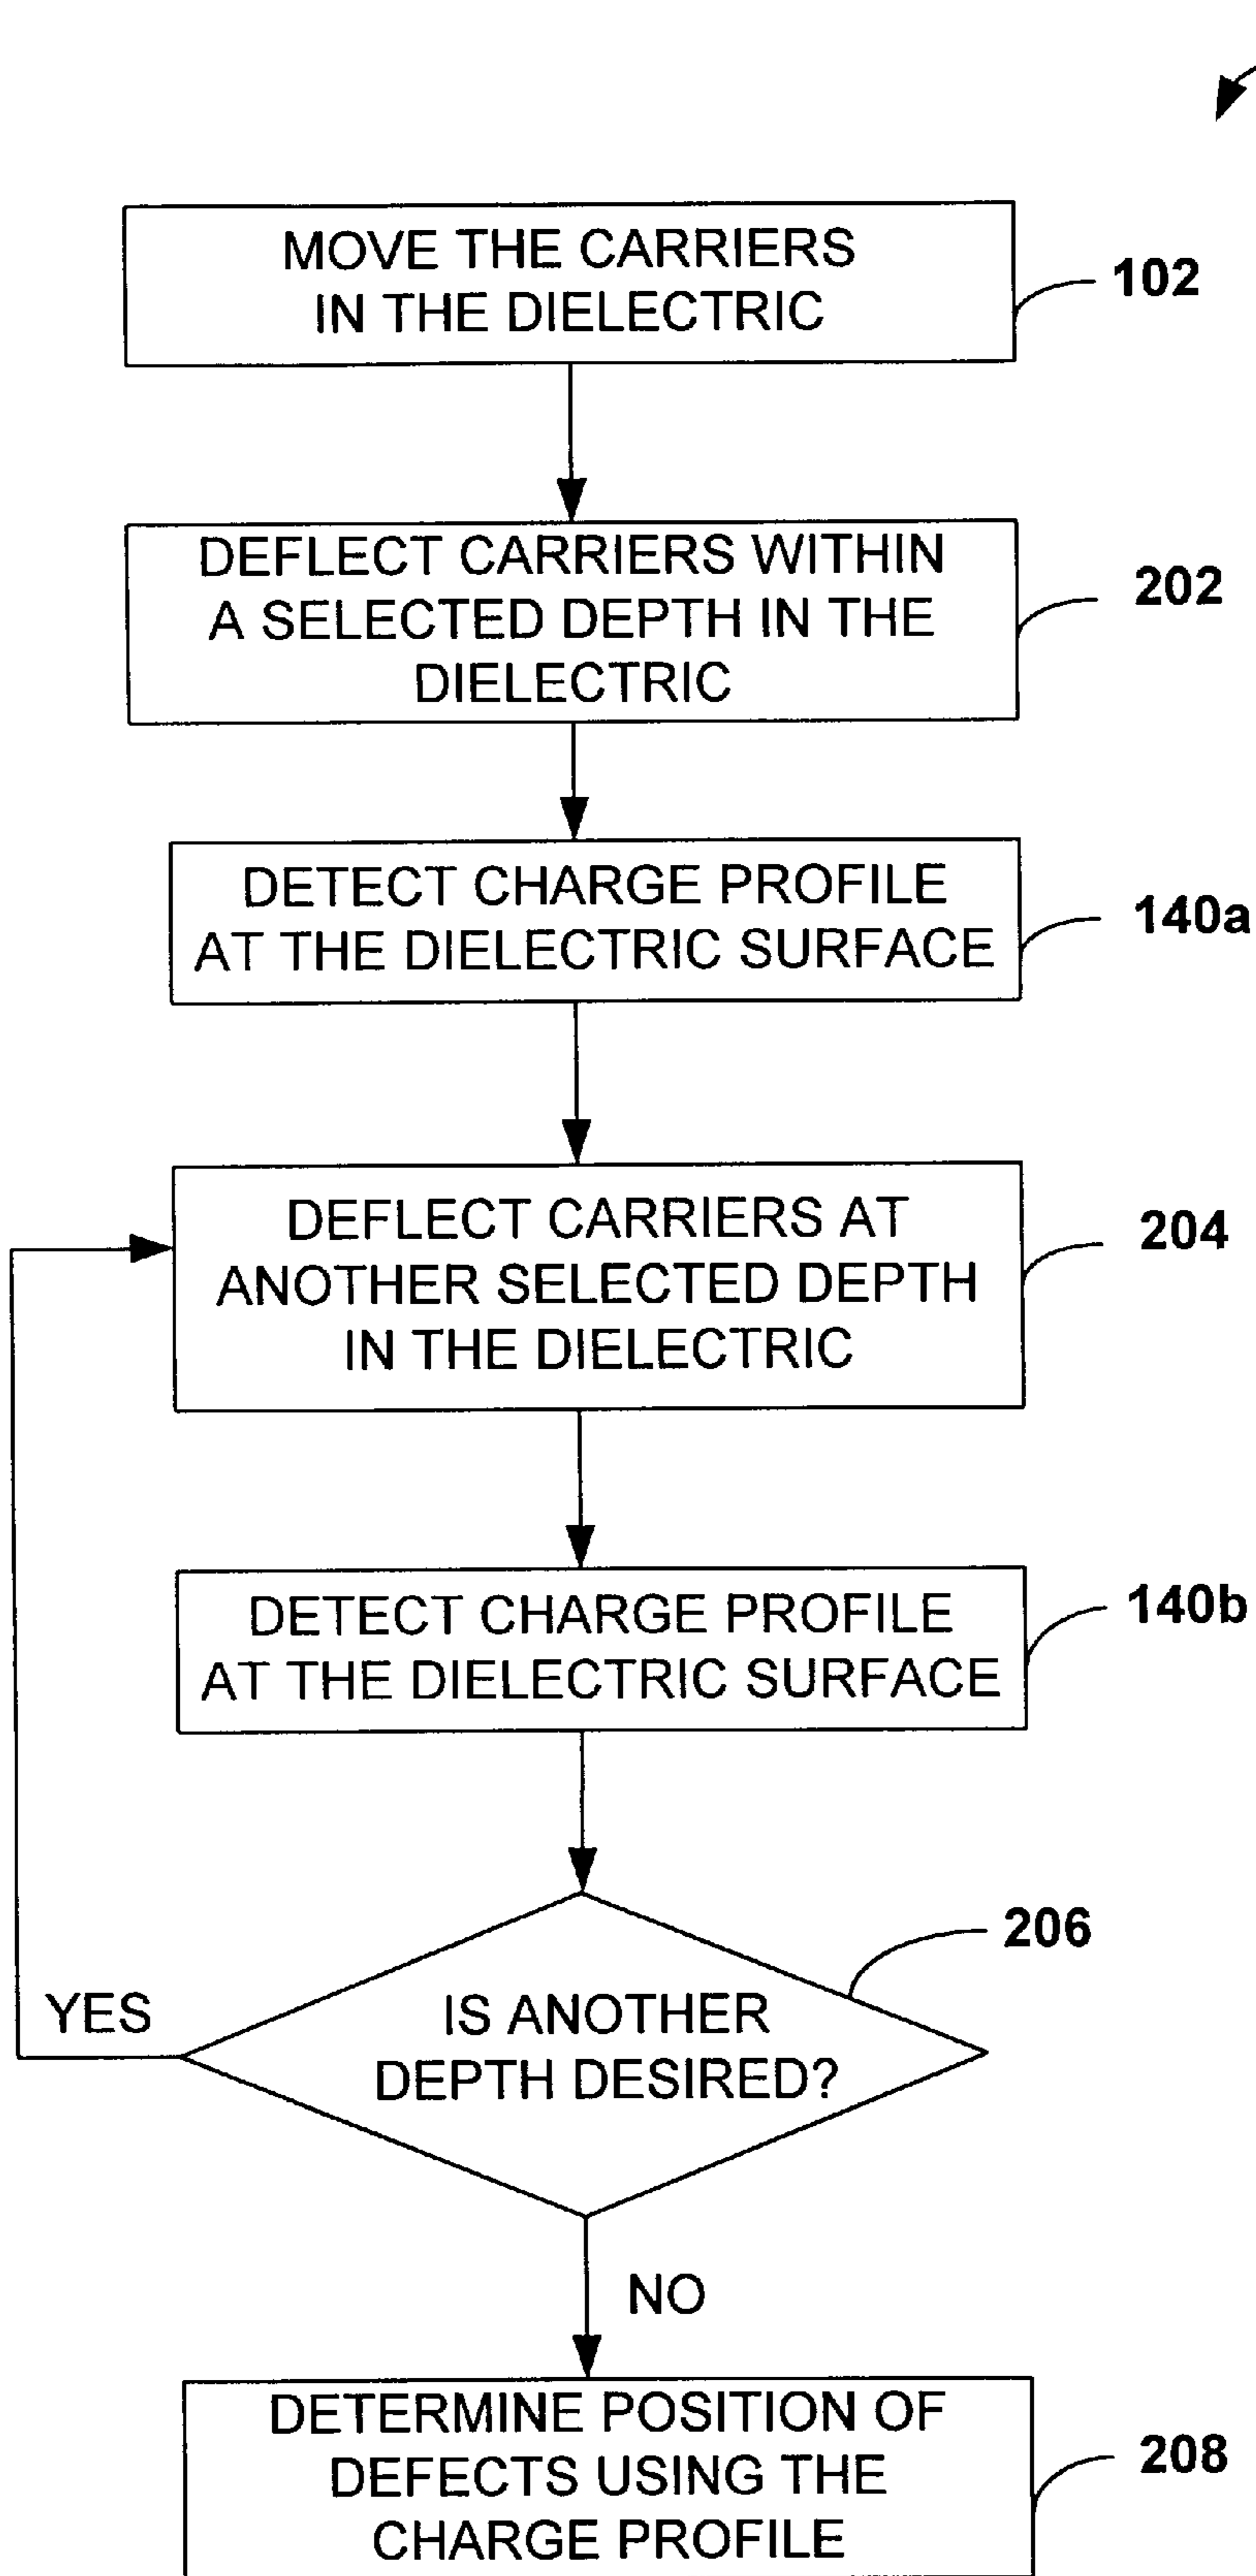 MOVE THE CARRIERS
IN THE DIELECTRIC
102
DEFLECT CARRIERS WITHIN
A SELECTED DEPTH IN THE
DIELECTRIC
202
DETECT CHARGE PROFILE
AT THE DIELECTRIC SURFACE
140a
DEFLECT CARRIERS AT
ANOTHER SELECTED DEPTH
IN THE DIELECTRIC
204
DETECT CHARGE PROFILE
AT THE DIELECTRIC SURFACE
140b
206
YES
IS ANOTHER
DEPTH DESIRED?
NO
DETERMINE POSITION OF
DEFECTS USING THE
CHARGE PROFILE
208